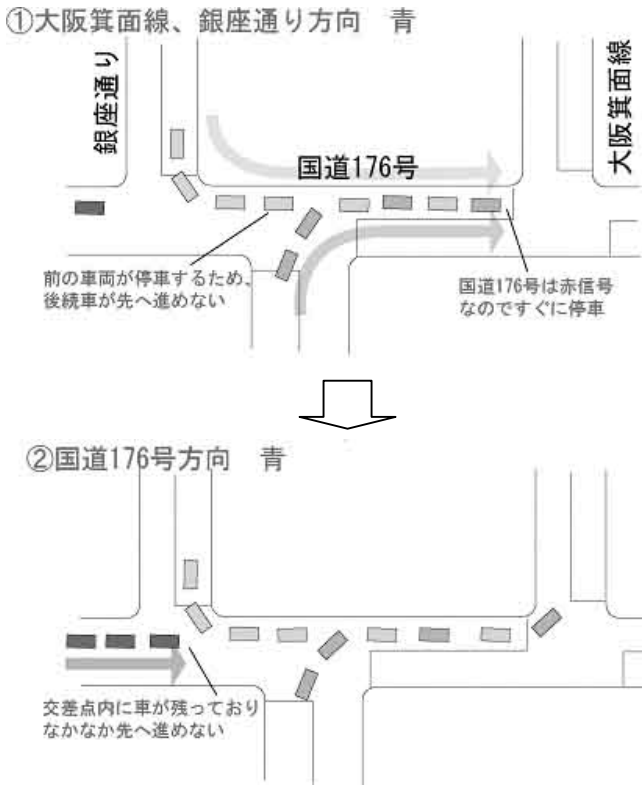 ①大阪箕面線、銀座通り方向　青
銀座通り
大阪箕面線
国道176号
前の車両が停車するため、
後続車が先へ進めない
国道176号は赤信号
なのですぐに停車
②国道176号方向　青
交差点内に車が残っており
なかなか先へ進めない